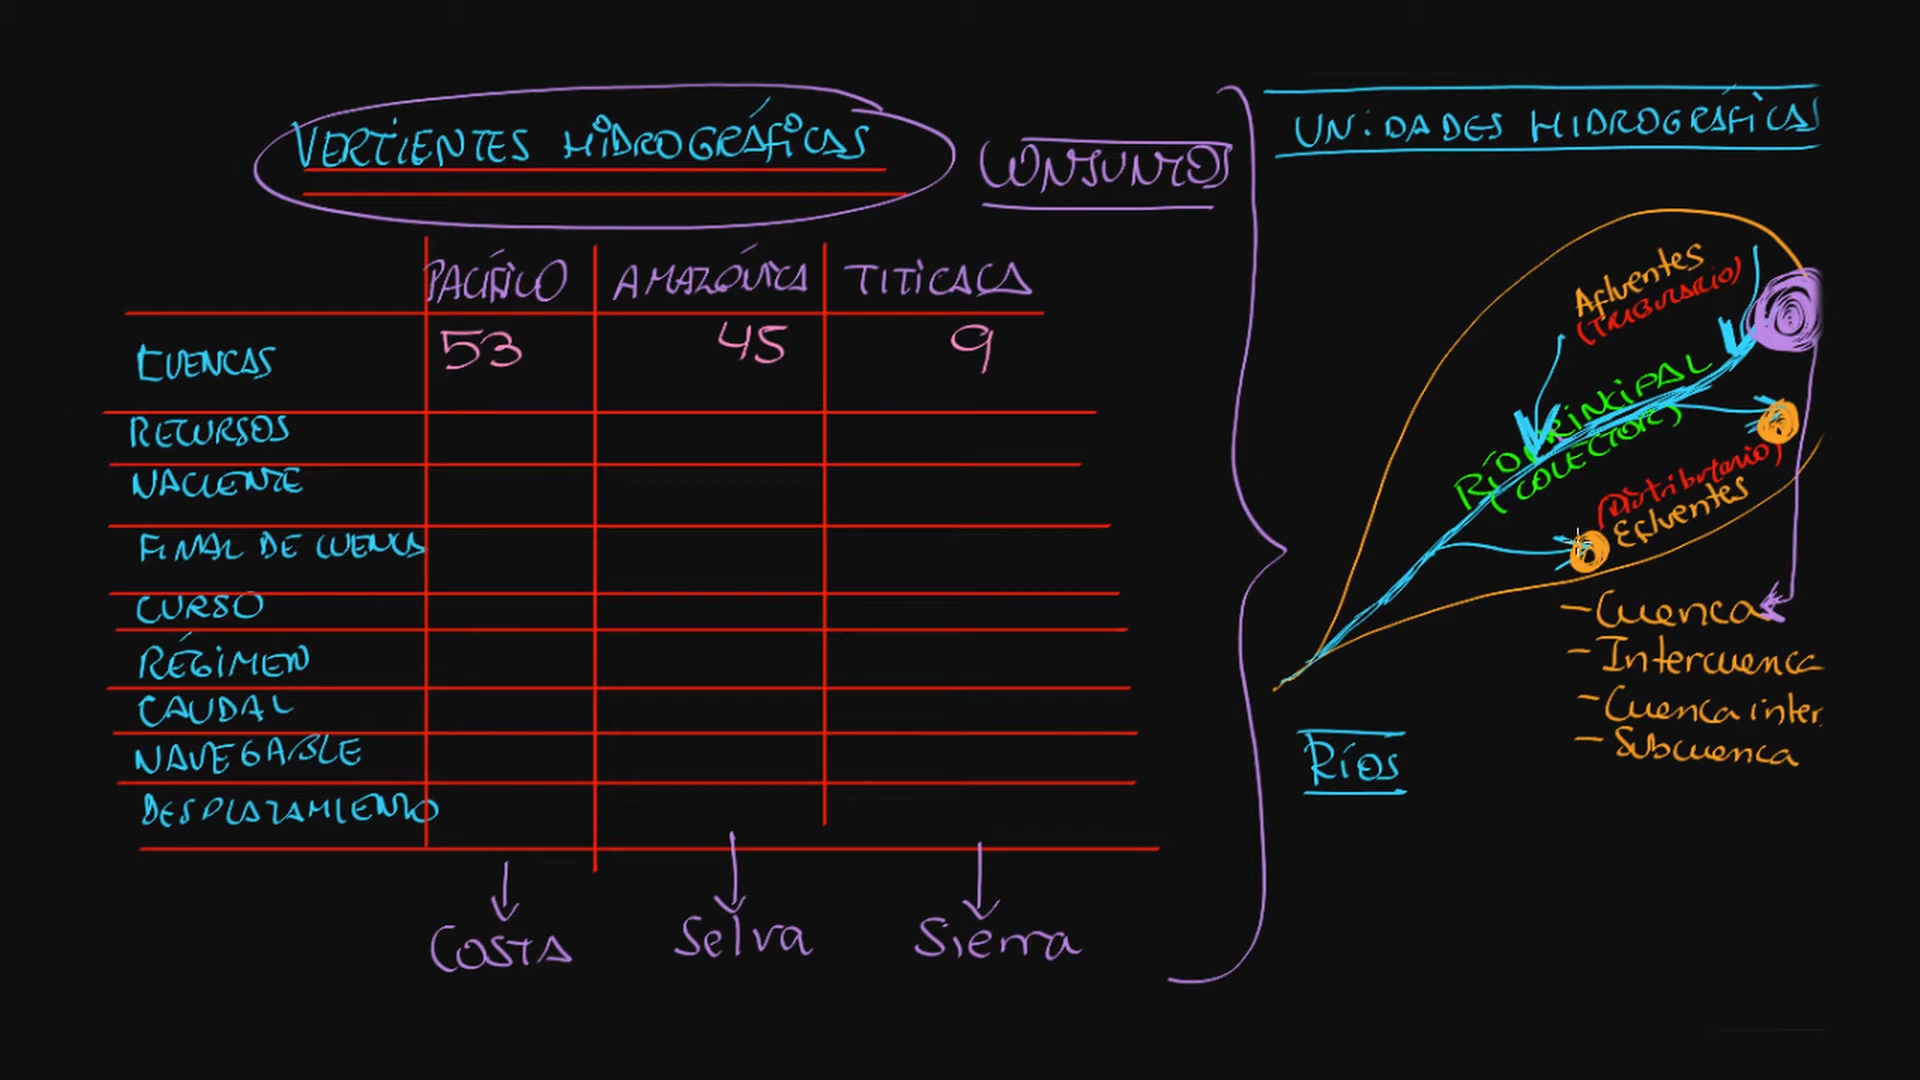 VERTIENTES HIDROGRÁFICAS
CONJUNTOS
PACÍFICO AMAZÓNICA TITICACA
CUENCAS 53 45 9
RECURSOS
NACIENTE
FINAL DE CUENCA
CURSO
RÉGIMEN
CAUDAL
NAVEGABLE
DESPLAZAMIENTO
COSTA Selva Sierra
UNIDADES HIDROGRÁFICAS
Afluentes
(TRIBUTARIO)
RÍO PRINCIPAL
(COLECTOR)
(Distributario)
Efluentes
- Cuenca
- Intercuenca
- Cuenca inter.
- Subcuenca
RÍOS